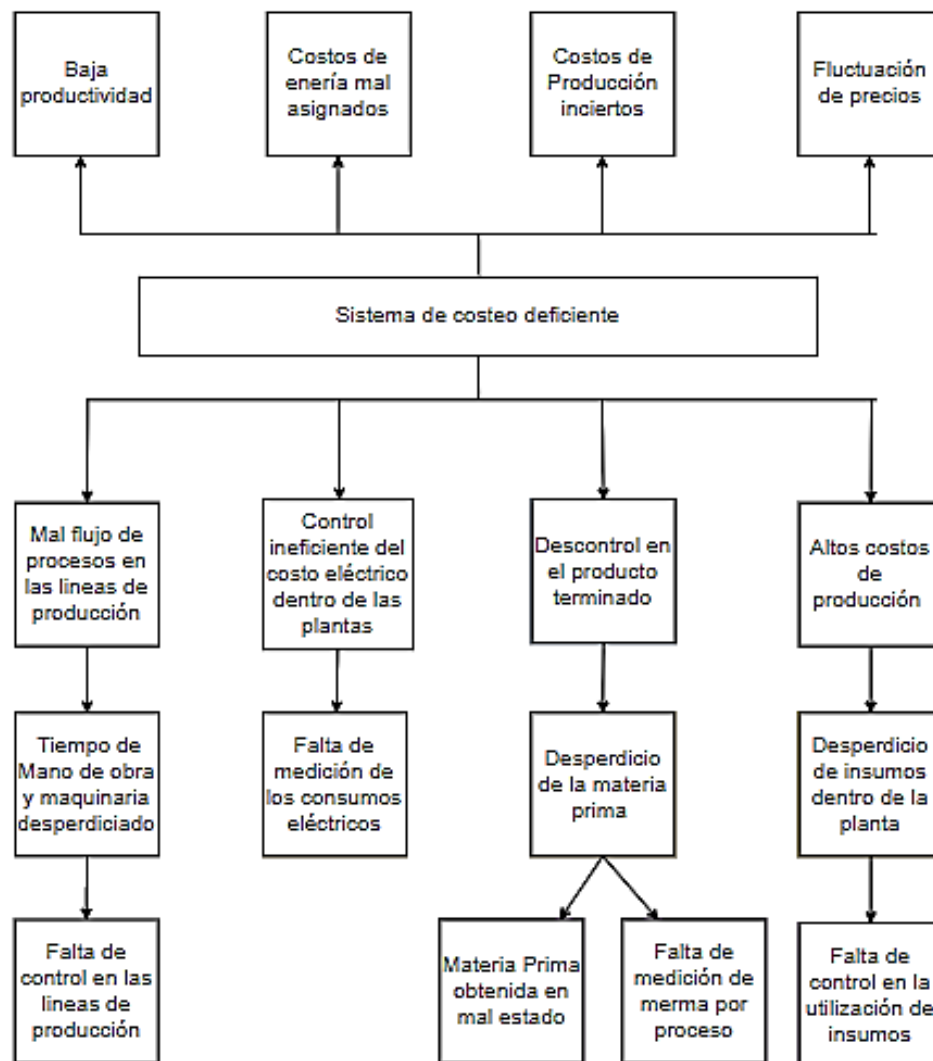 Baja
productividad
Costos de
enería mal
asignados
Costos de
Producción
inciertos
Fluctuación
de precios
Sistema de costeo deficiente
Mal flujo de
procesos en
las lineas de
producción
Control
ineficiente del
costo eléctrico
dentro de las
plantas
Descontrol en
el producto
terminado
Altos costos
de
producción
Tiempo de
Mano de obra
y maquinaria
desperdiciado
Falta de
medición de
los consumos
eléctricos
Desperdicio
de la materia
prima
Desperdicio
de insumos
dentro de la
planta
Falta de
control en las
lineas de
producción
Materia Prima
obtenida en
mal estado
Falta de
medición de
merma por
proceso
Falta de
control en la
utilización de
insumos